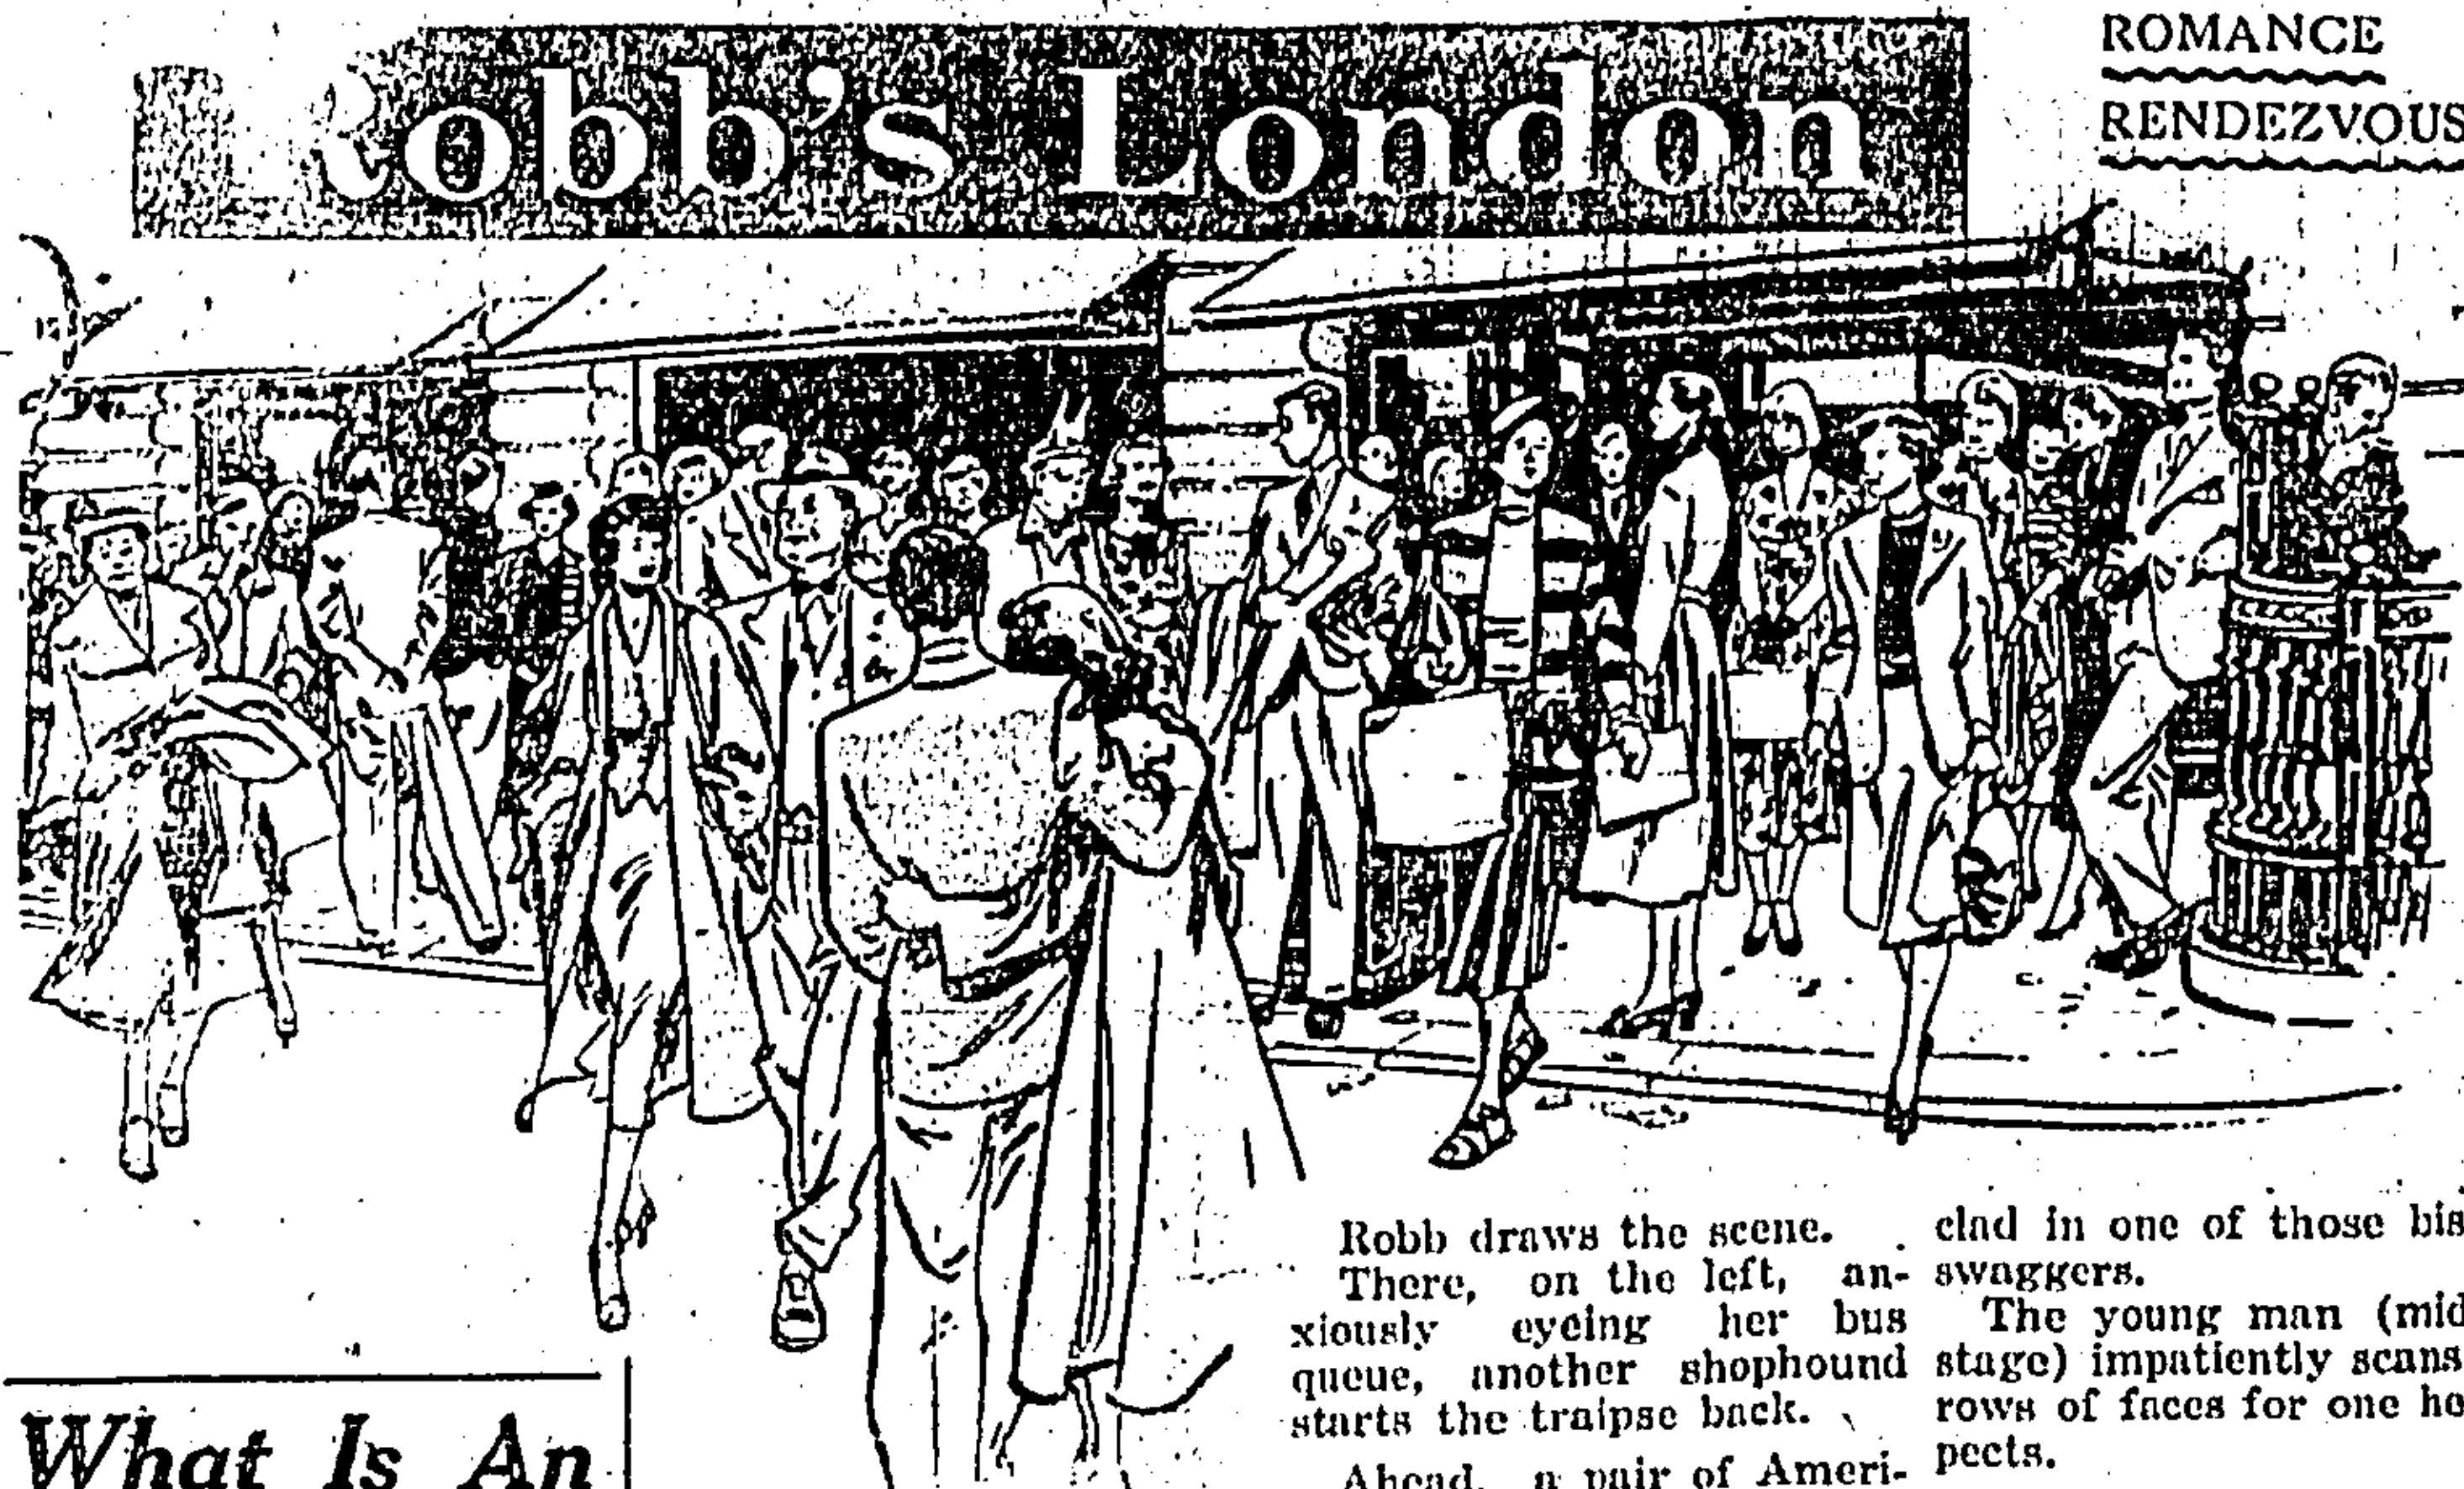 Robb's London
ROMANCE
RENDEZVOUS
Robb draws the scene.
There, on the left, an-
xiously eyeing her bus
queue, another shophound
starts the traipse back.
Ahead, a pair of Ameri-
clad in one of those
swaggers.
The young man (mid
stage) impatiently scans
rows of faces for one he
pects.
What Is An